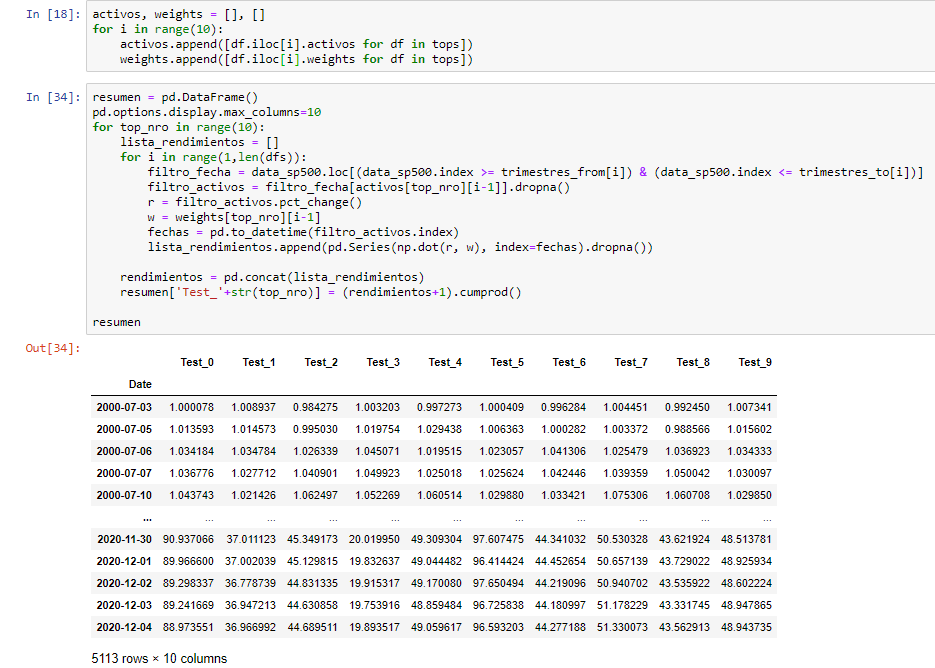 In [18]: activos, weights = [], []
for i in range(10):
    activos.append([df.iloc[i].activos for df in tops])
    weights.append([df.iloc[i].weights for df in tops])
In [34]: resumen = pd.DataFrame()
pd.options.display.max_columns=10
for top_nro in range(10):
    lista_rendimientos = []
    for i in range(1,len(dfs)):
        filtro_fecha = data_sp500.loc[(data_sp500.index >= trimestres_from[i]) & (data_sp500.index <= trimestres_to[i])]
        filtro_activos = filtro_fecha[activos[top_nro][i-1]].dropna()
        r = filtro_activos.pct_change()
        w = weights[top_nro][i-1]
        fechas = pd.to_datetime(filtro_activos.index)
        lista_rendimientos.append(pd.Series(np.dot(r, w), index=fechas).dropna())
    rendimientos = pd.concat(lista_rendimientos)
    resumen['Test_'+str(top_nro)] = (rendimientos+1).cumprod()
resumen
Out[34]:
Test_0 Test_1 Test_2 Test_3 Test_4 Test_5 Test_6 Test_7 Test_8 Test_9
Date
2000-07-03 1.000078 1.008937 0.984275 1.003203 0.997273 1.000409 0.996284 1.004451 0.992450 1.007341
2000-07-05 1.013593 1.014573 0.995030 1.019754 1.029438 1.006363 1.000282 1.003372 0.988566 1.015602
2000-07-06 1.034184 1.034784 1.026339 1.045071 1.019515 1.023057 1.041306 1.025479 1.036923 1.034333
2000-07-07 1.036776 1.027712 1.040901 1.049923 1.025018 1.025624 1.042446 1.039359 1.050042 1.030097
2000-07-10 1.043743 1.021426 1.062497 1.052269 1.060514 1.029880 1.033421 1.075306 1.060708 1.029850
... ... ... ... ... ... ... ... ... ... ...
2020-11-30 90.937066 37.011123 45.349173 20.019950 49.309304 97.607475 44.341032 50.530328 43.621924 48.513781
2020-12-01 89.966600 37.002039 45.129815 19.832637 49.044482 96.414424 44.452654 50.657139 43.729022 48.925934
2020-12-02 89.298337 36.778739 44.831335 19.915317 49.170080 97.650494 44.219096 50.940702 43.535922 48.602224
2020-12-03 89.241669 36.947213 44.630858 19.753916 48.859484 96.725838 44.180997 51.178229 43.331745 48.947865
2020-12-04 88.973551 36.966992 44.689511 19.893517 49.059617 96.593203 44.277188 51.330073 43.562913 48.943735
5113 rows × 10 columns